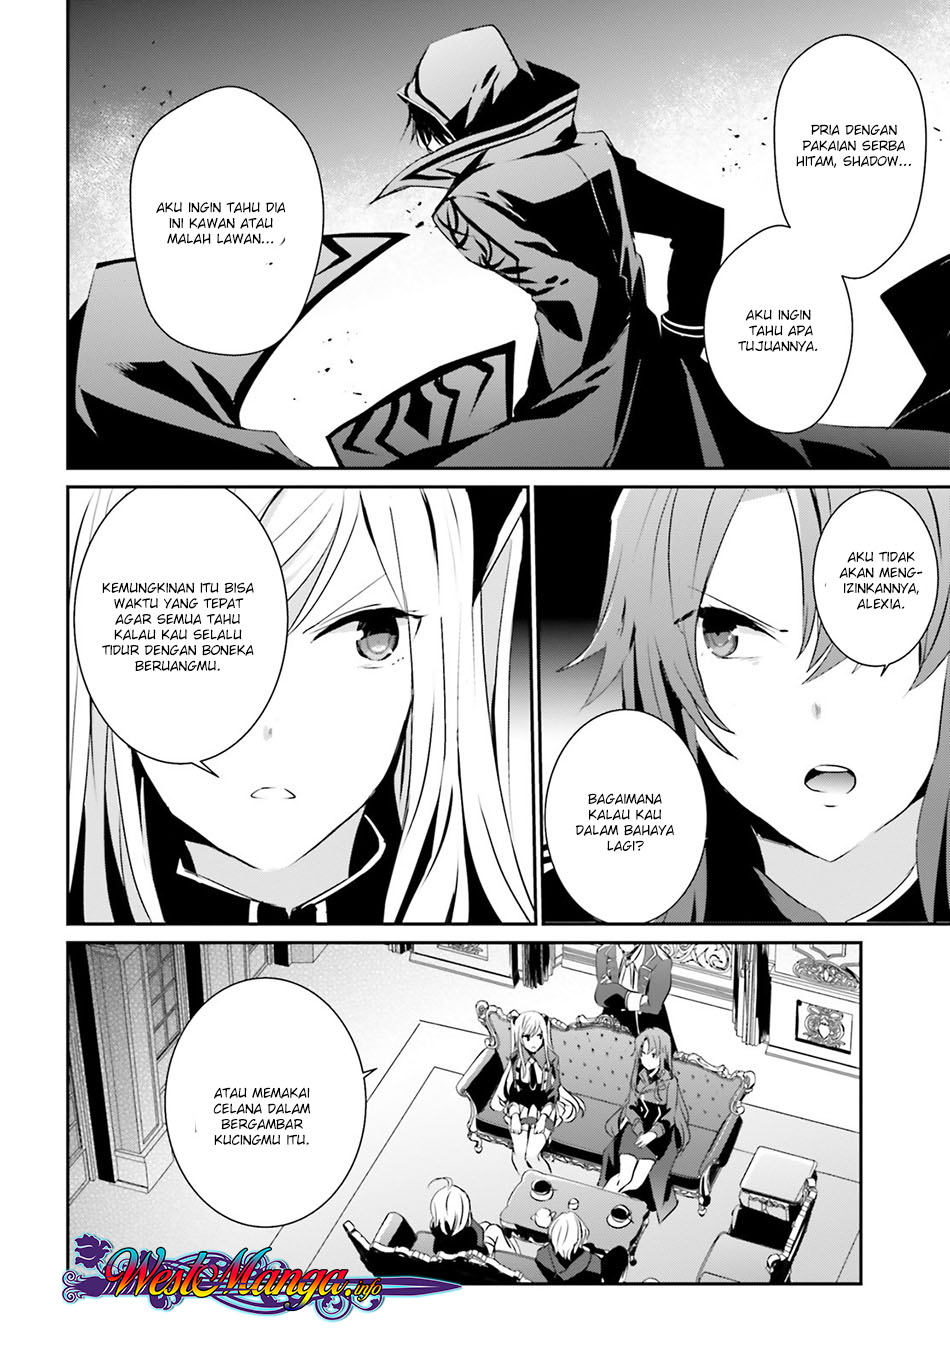 PRIA DENGAN
PAKAIAN SERBA
HITAM, SHADOW...
AKU INGIN
TAHU APA
TUJUANNYA.
AKU INGIN TAHU DIA
INI KAWAN ATAU
MALAH LAWAN...
AKU TIDAK
AKAN MENG-
IZINKANNYA,
ALEXIA.
BAGAIMANA
KALAU KAU
DALAM BAHAYA
LAGI?
KEMUNGKINAN ITU BISA
WAKTU YANG TEPAT
AGAR SEMUA TAHU
KALAU KAU SELALU
TIDUR DENGAN BONEKA
BERUANGMU.
ATAU MEMAKAI
CELANA DALAM
BERGAMBAR
KUCINGMU ITU.
WestManga.info